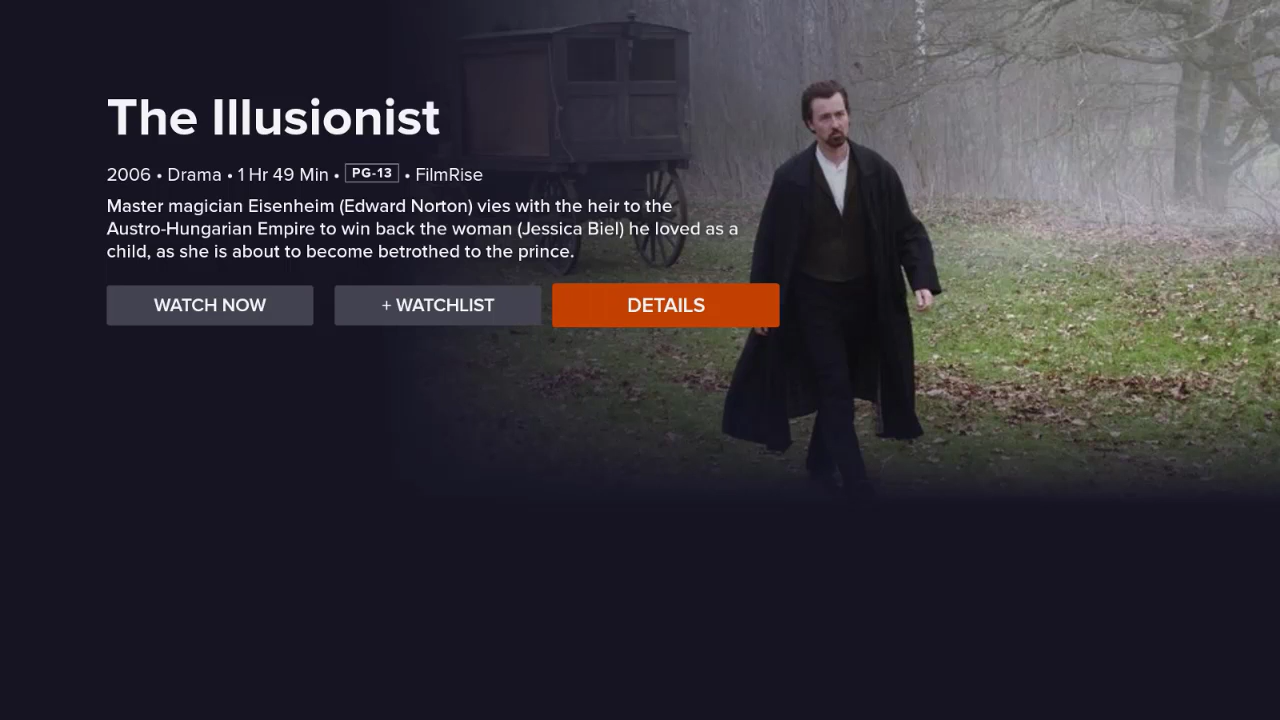 The Illusionist
2006 • Drama • 1 Hr 49 Min • PG-13 • FilmRise
Master magician Eisenheim (Edward Norton) vies with the heir to the
Austro-Hungarian Empire to win back the woman (Jessica Biel) he loved as a
child, as she is about to become betrothed to the prince.
WATCH NOW + WATCHLIST DETAILS